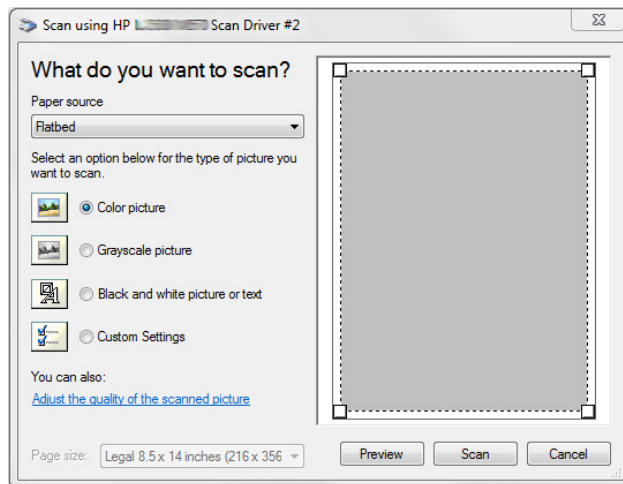 Scan using HP Scan Driver #2
What do you want to scan?
Paper source
Flatbed
Select an option below for the type of picture you
want to scan.
Color picture
Grayscale picture
Black and white picture or text
Custom Settings
You can also:
Adjust the quality of the scanned picture
Page size: Legal 8.5 x 14 inches (216 x 356
Preview Scan Cancel